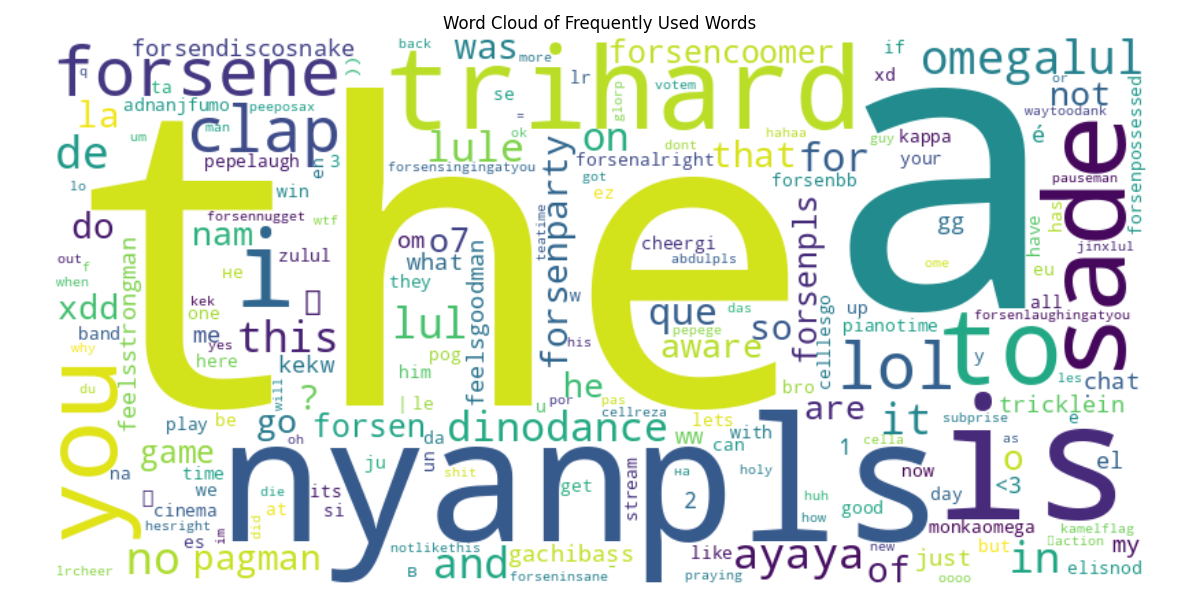 Word Cloud of Frequently Used Words
forsendiscosnake
back
was
more
forsencoomer
if
omegalul
q
forsene
trihard
lr
xd
or
ta
se
votem
not
peeposax
adnanjfumo
glorp
waytoodank
la
clap
man
=
hahaa
é
forsenpossessed
um
ok
on
dont
guy
kappa
de
pepelaugh
en
3
lule
forsenalright
that
for
your
sade
forsensingingatyou
got
forsenbb
pauseman
lo
win
ez
the
a
do
forsennugget
wtf
forsenparty
forsenpls
gg
have
has
nam
i
om
o7
teatime
cheergi
jinxlul
out
f
zulul
what
abdulpls
ome
eu
when
не
feelsstrongman
they
feelsgoodman
w
das
all
xdd
kek
one
lul
que
celllesgo
up
forsenlaughingatyou
band
me
yes
this
his
pepege
so
pianotime
to
why
here
kekw
pog
aware
y
du
will
him
he
bro
lol
les
chat
you
?
|
le
u
por
pas
are
tricklein
play
be
go
forsen
da
dinodance
cellreza
lets
it
subprise
e
game
oh
ww
with
can
1
cella
is
as
na
time
ju
un
на
holy
now
o
el
we
die
its
shit
get
stream
2
huh
day
<3
cinema
at
si
nyanpls
how
good
monkaomega
hesright
did
im
kamelflag
es
notlikethis
gachibass
like
ayaya
new
but
action
my
lrcheer
no
pagman
в
and
forseninsane
praying
of
just
oooo
in
elisnod